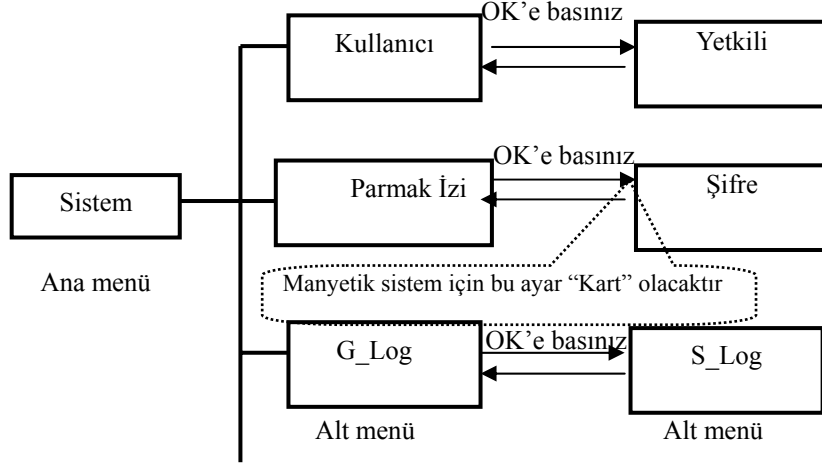 OK’e basınız
Kullanıcı
Yetkili
OK’e basınız
Sistem
Parmak İzi
Şifre
Ana menü
Manyetik sistem için bu ayar “Kart” olacaktır
OK’e basınız
G_Log
S_Log
Alt menü
Alt menü